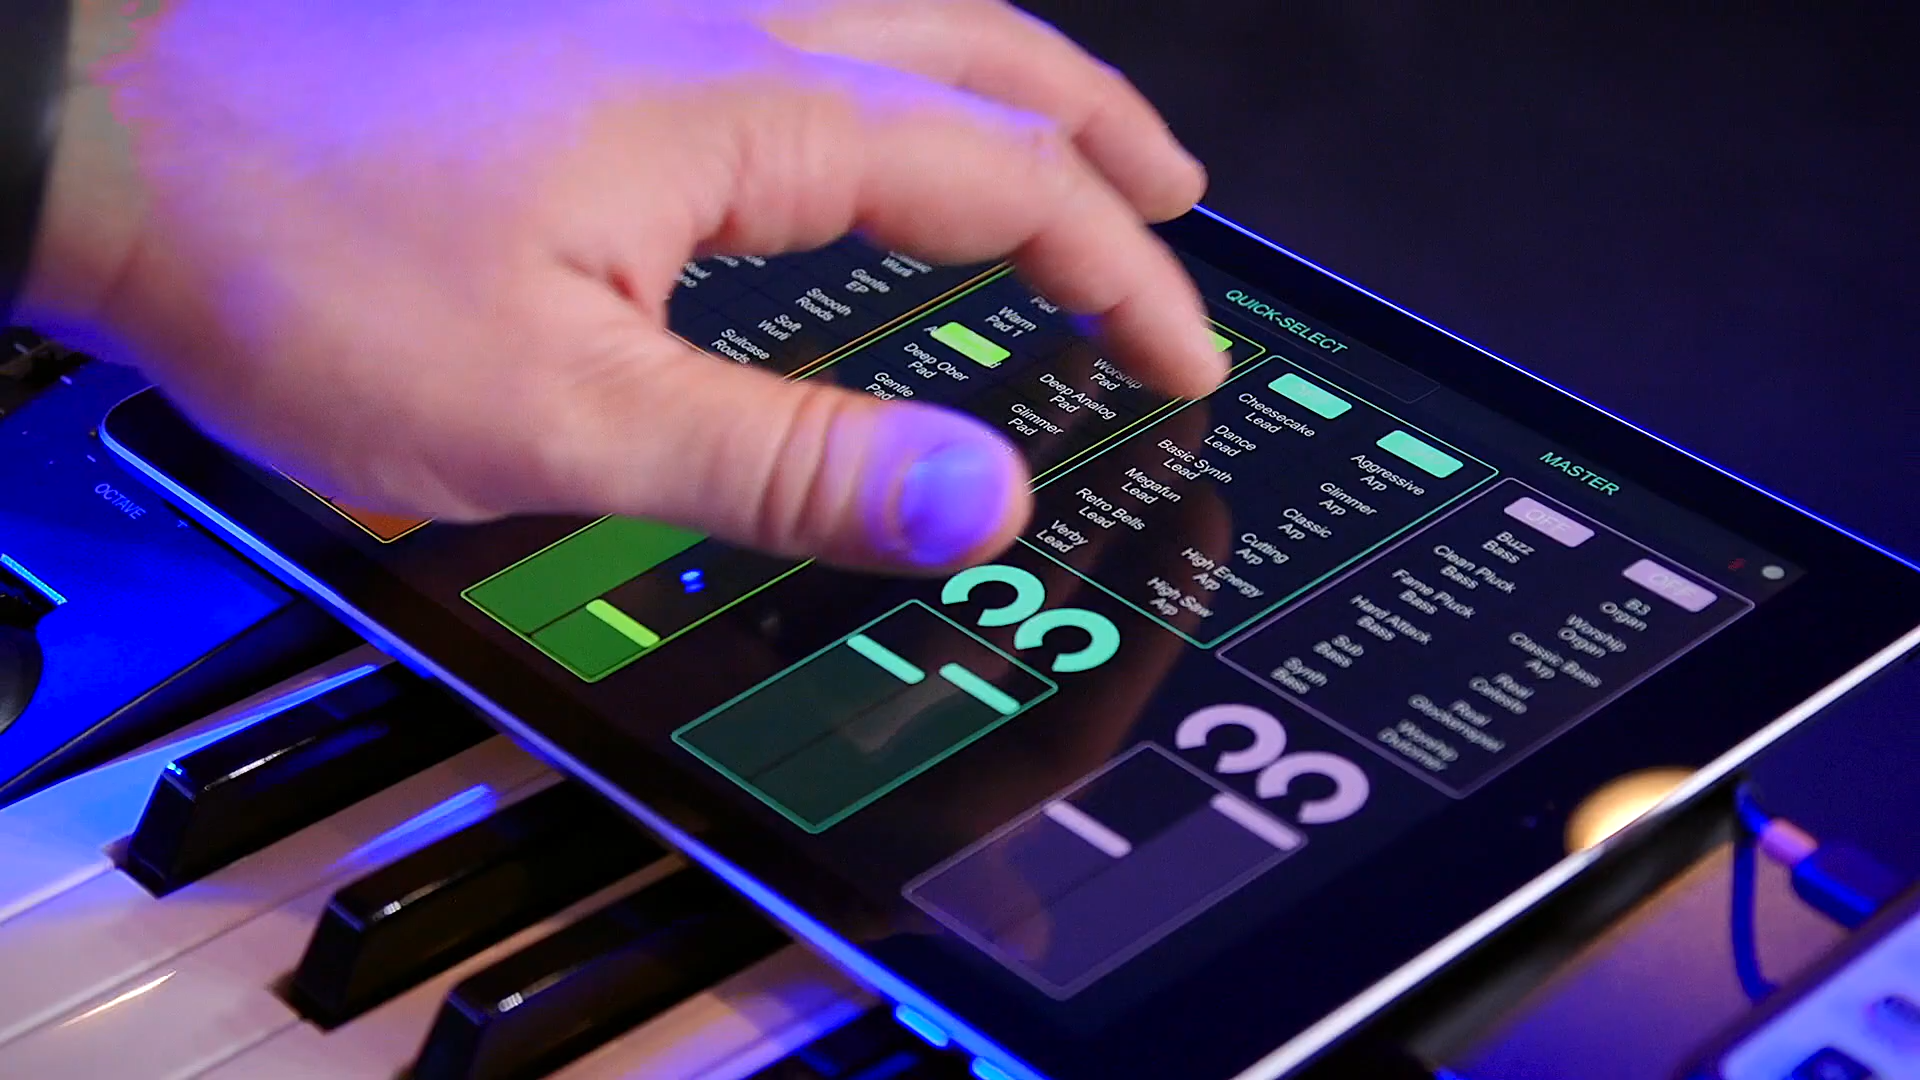 QUICK-SELECT
MASTER
Gentle
EP
Smooth
Roads
Soft
Wurli
Suitcase
Roads
Pad
Warm
Pad 1
Deep Ober
Pad
Gentle
Pad
Worship
Pad
Deep Analog
Pad
Glimmer
Pad
Cheesecake
Lead
Dance
Lead
Basic Synth
Lead
Megafun
Lead
Retro Bells
Lead
Verby
Lead
Aggressive
Arp
Glimmer
Arp
Classic
Arp
Cutting
Arp
High Energy
Arp
High Saw
Arp
OFF
Buzz
Bass
Clean Pluck
Bass
Fame Pluck
Bass
Hard Attack
Bass
Sub
Bass
Synth
Bass
OFF
B3
Organ
Worship
Organ
Classic Bass
Arp
Real
Celeste
Real
Glockenspiel
Worship
Dulcimer
OCTAVE